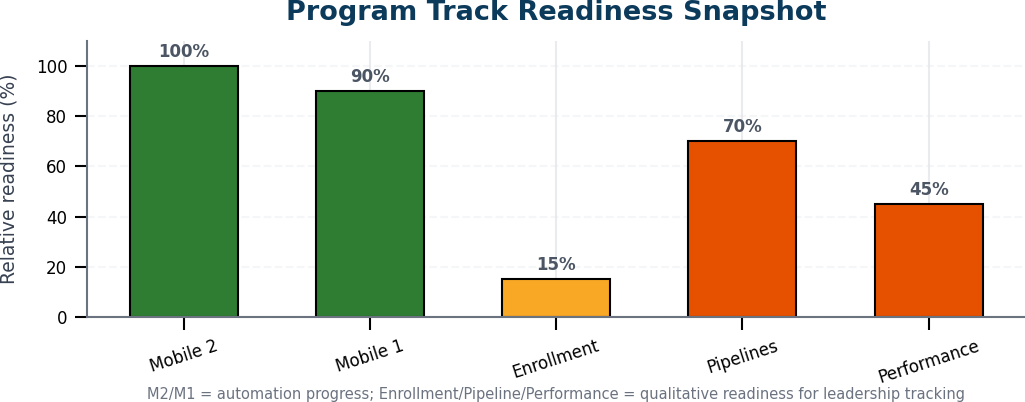 Program Track Readiness Snapshot
Relative readiness (%)
100
80
60
40
20
0
100%
90%
15%
70%
45%
Mobile 2
Mobile 1
Enrollment
Pipelines
Performance
M2/M1 = automation progress; Enrollment/Pipeline/Performance = qualitative readiness for leadership tracking